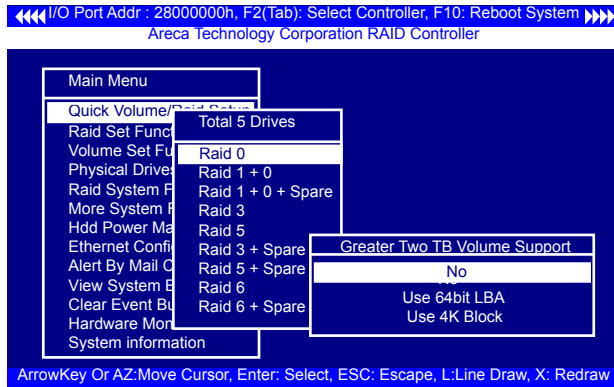 I/O Port Addr : 28000000h, F2(Tab): Select Controller, F10: Reboot System
Areca Technology Corporation RAID Controller
Main Menu
Quick Volume/Raid Setup
Raid Set Funct
Volume Set Fu
Physical Drive
Raid System F
More System F
Hdd Power Ma
Ethernet Confi
Alert By Mail C
View System E
Clear Event Bu
Hardware Mon
System information
Total 5 Drives
Raid 0
Raid 1 + 0
Raid 1 + 0 + Spare
Raid 3
Raid 5
Raid 3 + Spare
Raid 5 + Spare
Raid 6
Raid 6 + Spare
Greater Two TB Volume Support
No
Use 64bit LBA
Use 4K Block
ArrowKey Or AZ:Move Cursor, Enter: Select, ESC: Escape, L:Line Draw, X: Redraw